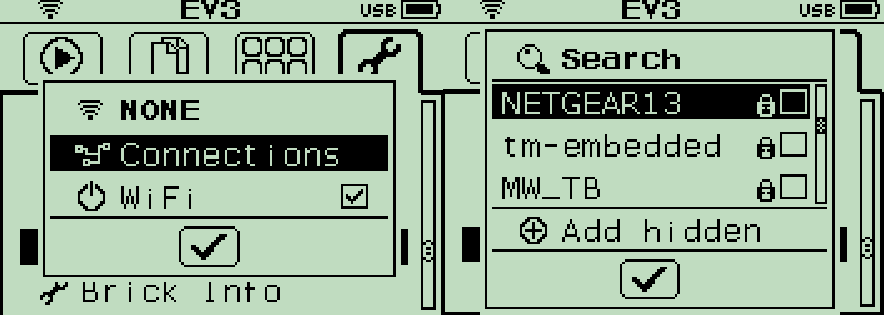 EV3 USB
NONE
Connections
WiFi
Brick Info
EV3 USB
Search
NETGEAR13
tm-embedded
MW_TB
Add hidden